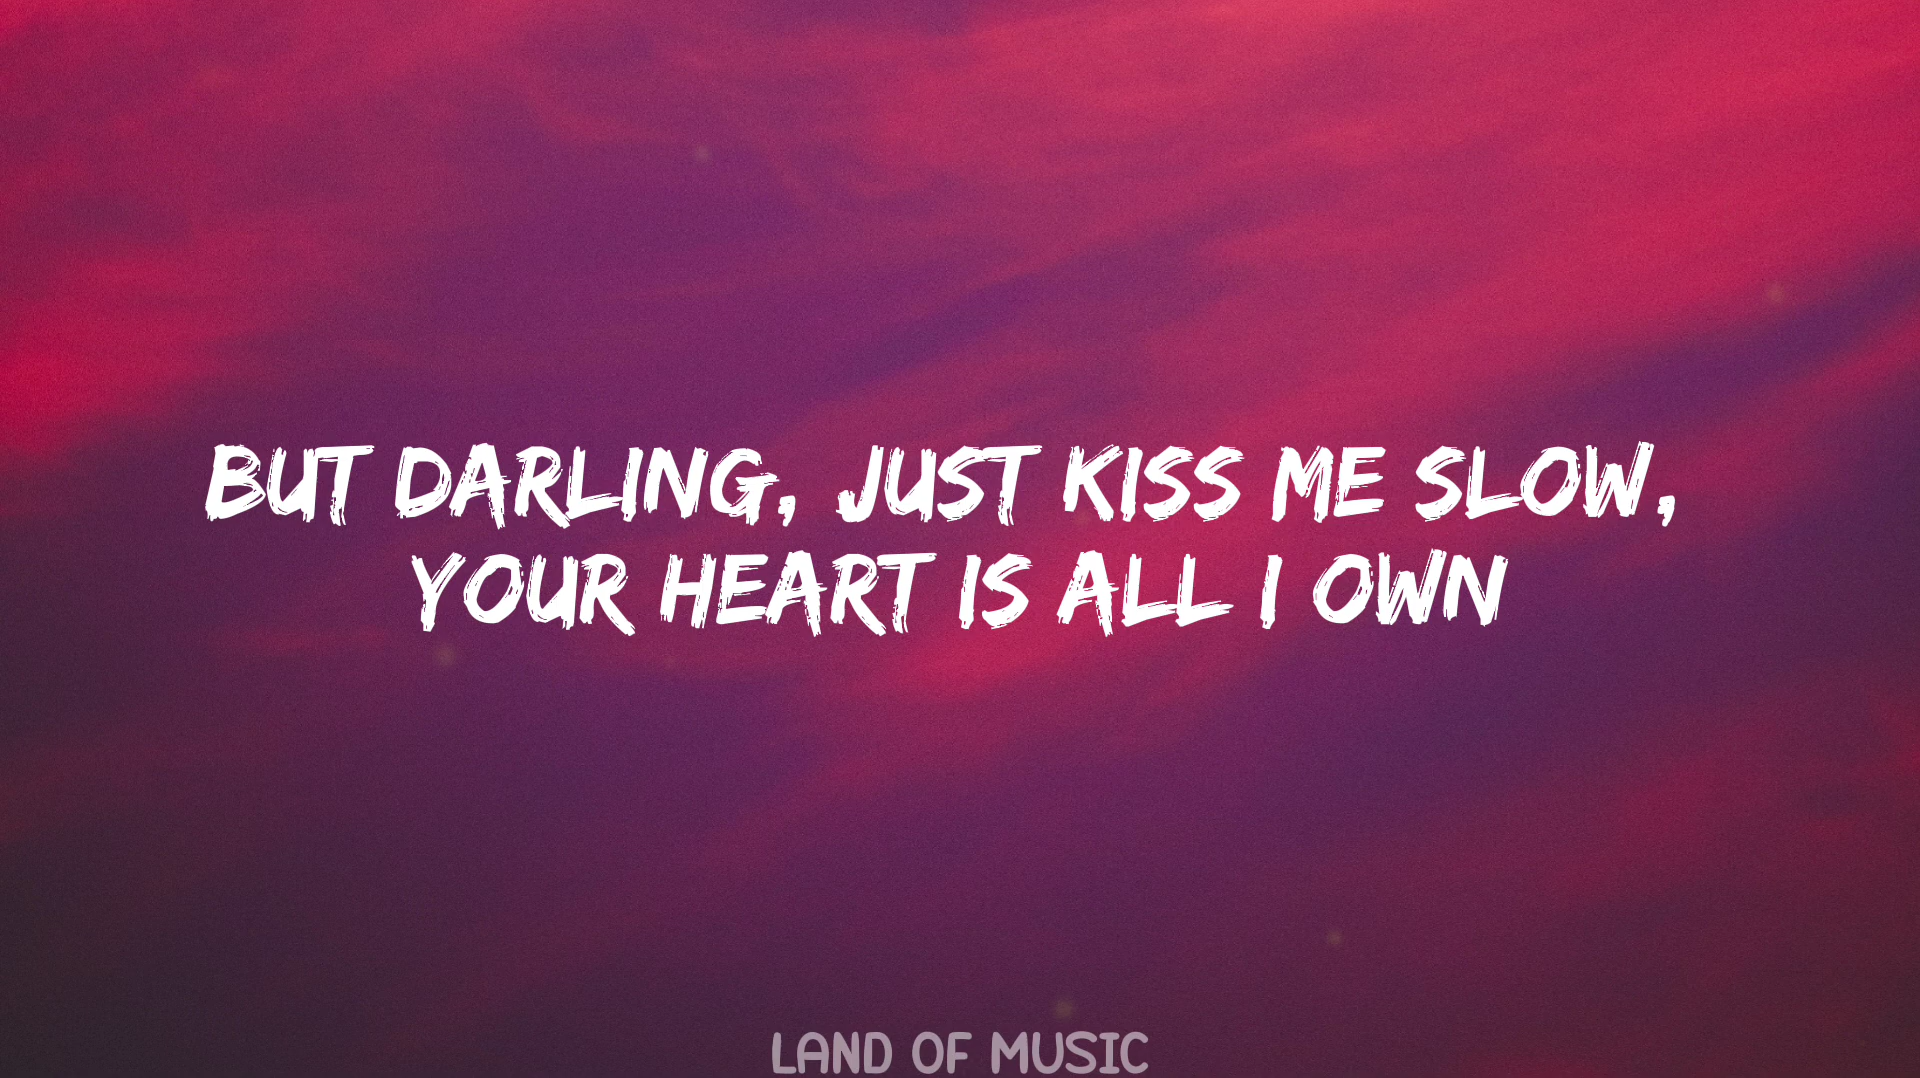 BUT DARLING, JUST KISS ME SLOW,
YOUR HEART IS ALL I OWN
LAND OF MUSIC